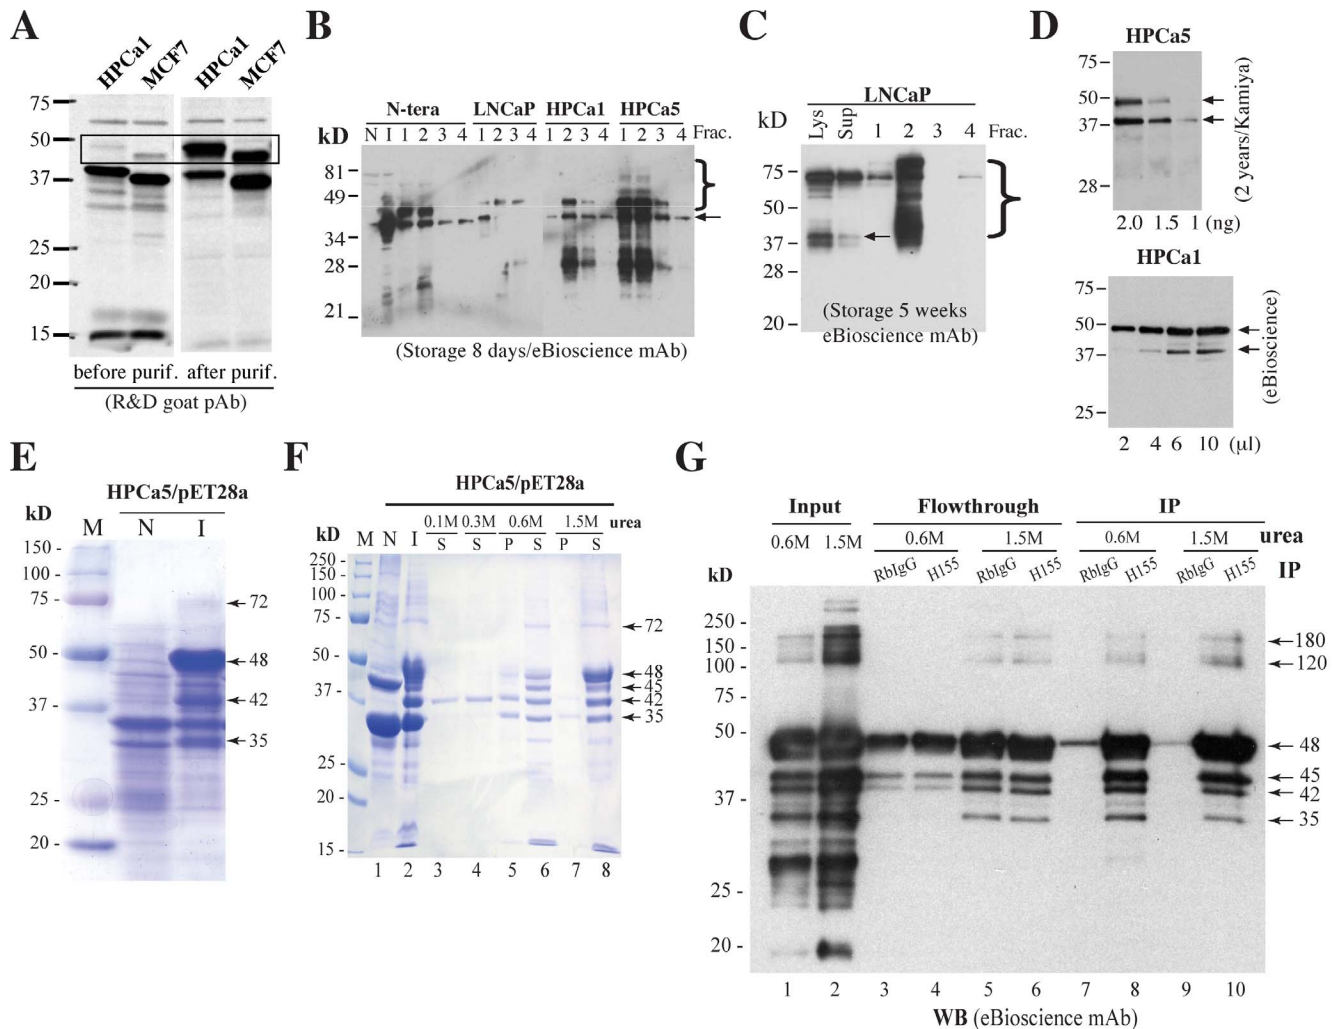 A
HPCa1 MCF7 HPCa1 MCF7
75
50
37
25
20
15
before purif. after purif.
(R&D goat pAb)
B
N-tera LNCaP HPCa1 HPCa5
kD N I 1 2 3 4 1 2 3 4 1 2 3 4 1 2 3 4 Frac.
81
49
34
28
21
(Storage 8 days/eBioscience mAb)
C
LNCaP
kD Lys Sup 1 2 3 4 Frac.
75
50
37
28
20
(Storage 5 weeks
eBioscience mAb)
D
HPCa5
75
50
37
28
2.0 1.5 1 (ng)
(2 years/Kamiya)
HPCa1
75
50
37
25
2 4 6 10 (μl)
(eBioscience)
E
HPCa5/pET28a
kD M N I
150
100
75
50
37
25
20
72
48
42
35
F
HPCa5/pET28a
0.1M 0.3M 0.6M 1.5M urea
kD M N I S S P S P S
250
150
100
75
50
37
25
20
15
72
48
45
42
35
1 2 3 4 5 6 7 8
G
Input Flowthrough IP
0.6M 1.5M 0.6M 1.5M 0.6M 1.5M urea
RbIgG H155 RbIgG H155 RbIgG H155 RbIgG H155 IP
kD
250
150
100
75
50
37
25
20
180
120
48
45
42
35
1 2 3 4 5 6 7 8 9 10
WB (eBioscience mAb)